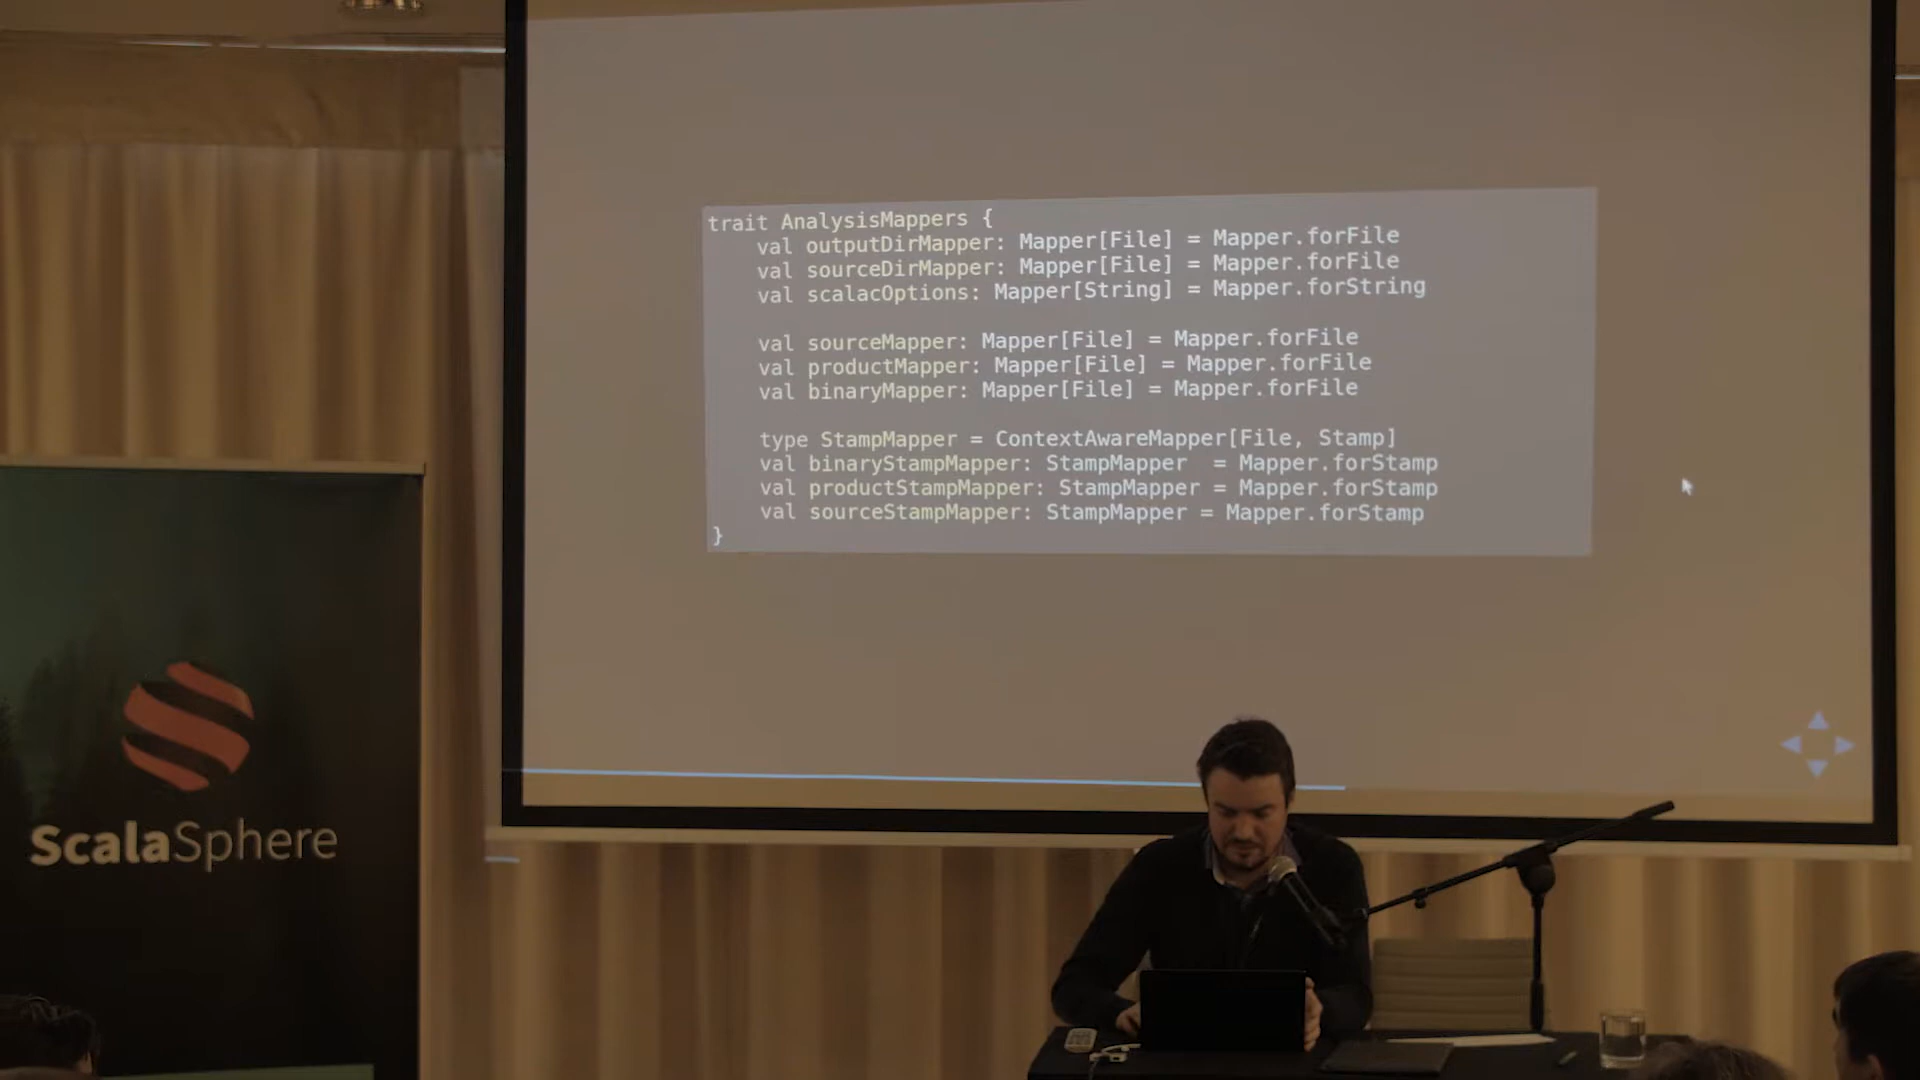 trait AnalysisMappers {
    val outputDirMapper: Mapper[File] = Mapper.forFile
    val sourceDirMapper: Mapper[File] = Mapper.forFile
    val scalacOptions: Mapper[String] = Mapper.forString
    val sourceMapper: Mapper[File] = Mapper.forFile
    val productMapper: Mapper[File] = Mapper.forFile
    val binaryMapper: Mapper[File] = Mapper.forFile
    type StampMapper = ContextAwareMapper[File, Stamp]
    val binaryStampMapper: StampMapper  = Mapper.forStamp
    val productStampMapper: StampMapper = Mapper.forStamp
    val sourceStampMapper: StampMapper = Mapper.forStamp
}
ScalaSphere